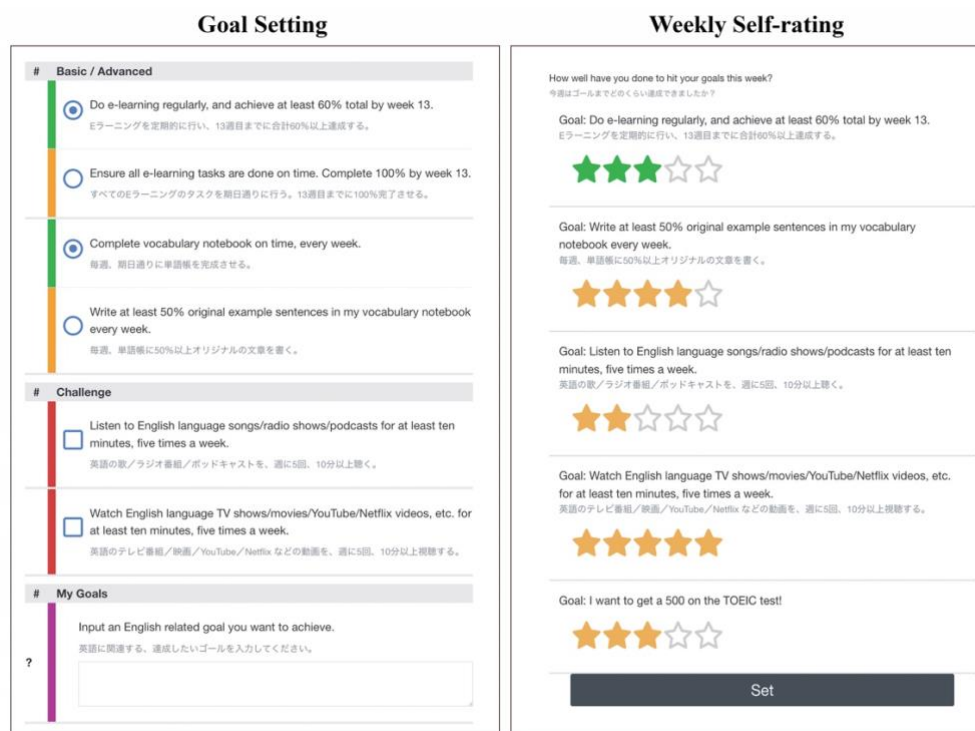 Goal Setting
# Basic / Advanced
Do e-learning regularly, and achieve at least 60% total by week 13.
Eラーニングを定期的に行い、13週目までに合計60%以上達成する。
Ensure all e-learning tasks are done on time. Complete 100% by week 13.
すべてのEラーニングのタスクを期日通りに行う。13週目までに100%完了させる。
Complete vocabulary notebook on time, every week.
毎週、期日通りに単語帳を完成させる。
Write at least 50% original example sentences in my vocabulary notebook
every week.
毎週、単語帳に50%以上オリジナルの文章を書く。
# Challenge
Listen to English language songs/radio shows/podcasts for at least ten
minutes, five times a week.
英語の歌／ラジオ番組／ポッドキャストを、週に5回、10分以上聴く。
Watch English language TV shows/movies/YouTube/Netflix videos, etc. for
at least ten minutes, five times a week.
英語のテレビ番組／映画／YouTube／Netflix などの動画を、週に5回、10分以上視聴する。
# My Goals
Input an English related goal you want to achieve.
英語に関連する、達成したいゴールを入力してください。
?
Weekly Self-rating
How well have you done to hit your goals this week?
今週はゴールまでどのくらい達成できましたか？
Goal: Do e-learning regularly, and achieve at least 60% total by week 13.
Eラーニングを定期的に行い、13週目までに合計60%以上達成する。
Goal: Write at least 50% original example sentences in my vocabulary
notebook every week.
毎週、単語帳に50%以上オリジナルの文章を書く。
Goal: Listen to English language songs/radio shows/podcasts for at least ten
minutes, five times a week.
英語の歌／ラジオ番組／ポッドキャストを、週に5回、10分以上聴く。
Goal: Watch English language TV shows/movies/YouTube/Netflix videos, etc.
for at least ten minutes, five times a week.
英語のテレビ番組／映画／YouTube／Netflix などの動画を、週に5回、10分以上視聴する。
Goal: I want to get a 500 on the TOEIC test!
Set